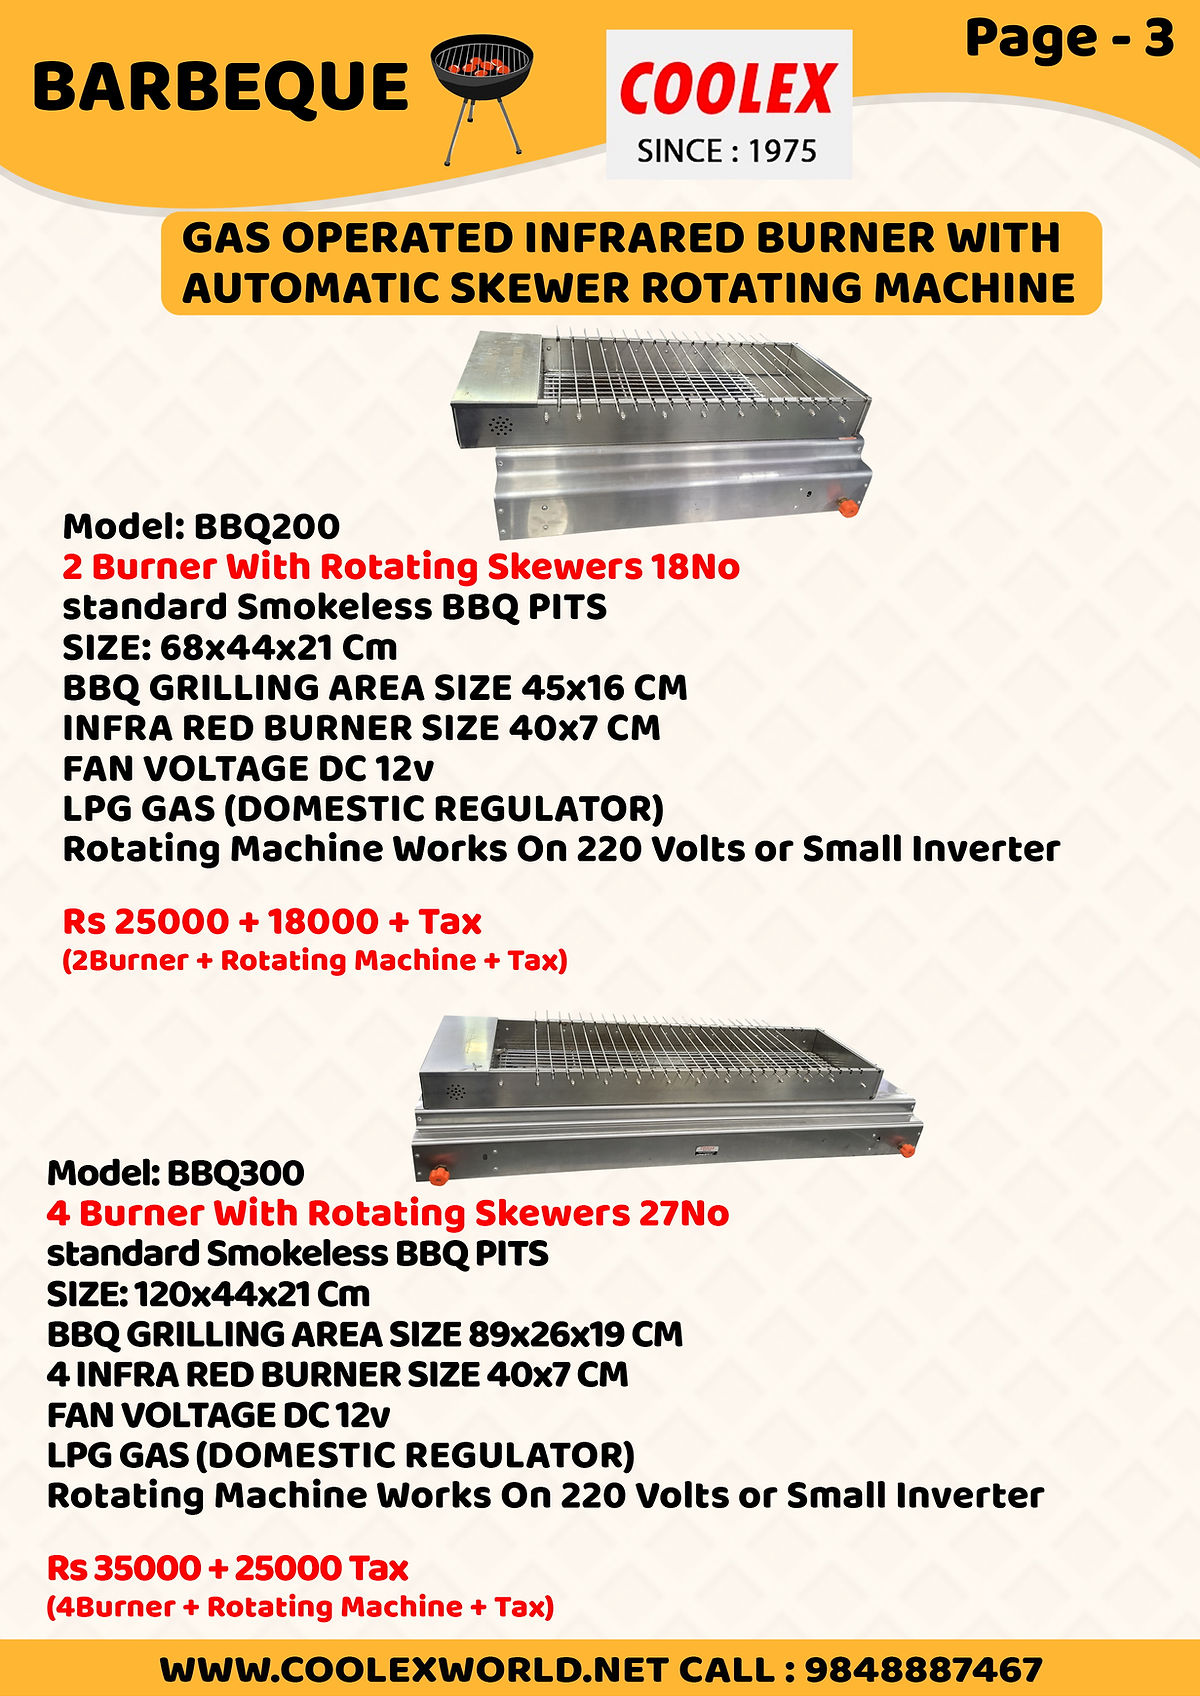 Page - 3
BARBEQUE
COOLEX
SINCE : 1975
GAS OPERATED INFRARED BURNER WITH
AUTOMATIC SKEWER ROTATING MACHINE
Model: BBQ200
2 Burner With Rotating Skewers 18No
standard Smokeless BBQ PITS
SIZE: 68x44x21 Cm
BBQ GRILLING AREA SIZE 45x16 CM
INFRA RED BURNER SIZE 40x7 CM
FAN VOLTAGE DC 12v
LPG GAS (DOMESTIC REGULATOR)
Rotating Machine Works On 220 Volts or Small Inverter
Rs 25000 + 18000 + Tax
(2Burner + Rotating Machine + Tax)
Model: BBQ300
4 Burner With Rotating Skewers 27No
standard Smokeless BBQ PITS
SIZE: 120x44x21 Cm
BBQ GRILLING AREA SIZE 89x26x19 CM
4 INFRA RED BURNER SIZE 40x7 CM
FAN VOLTAGE DC 12v
LPG GAS (DOMESTIC REGULATOR)
Rotating Machine Works On 220 Volts or Small Inverter
Rs 35000 + 25000 Tax
(4Burner + Rotating Machine + Tax)
WWW.COOLEXWORLD.NET CALL : 9848887467